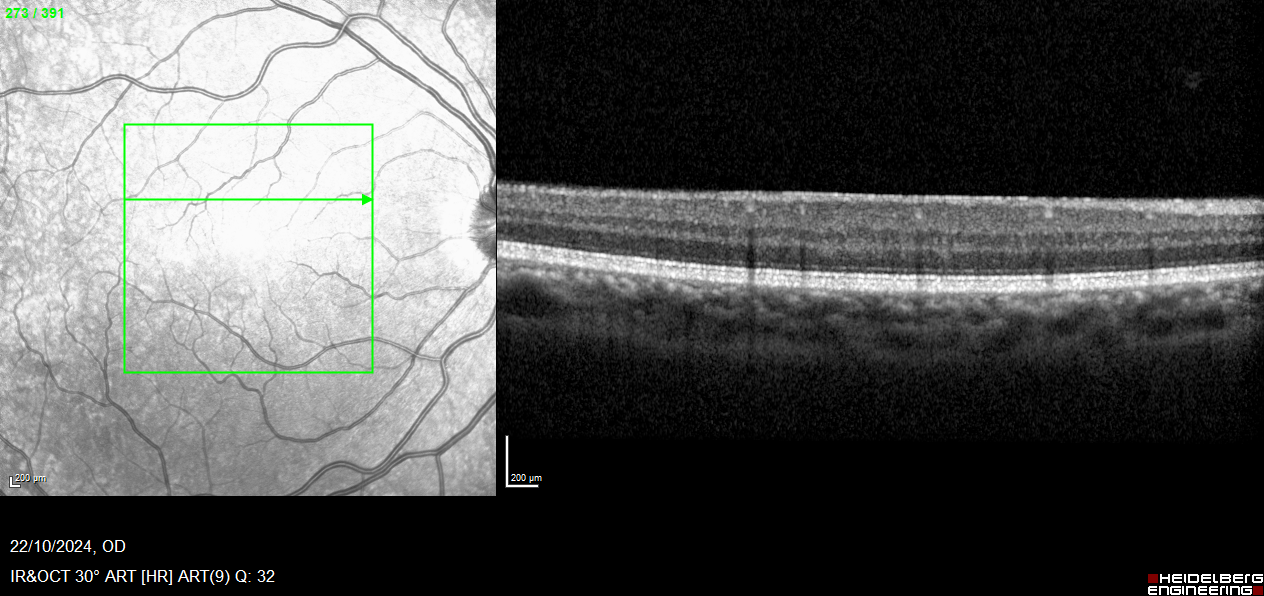 273 / 391
200 µm
200 µm
22/10/2024, OD
IR&OCT 30° ART [HR] ART(9) Q: 32
HEIDELBERG
ENGINEERING